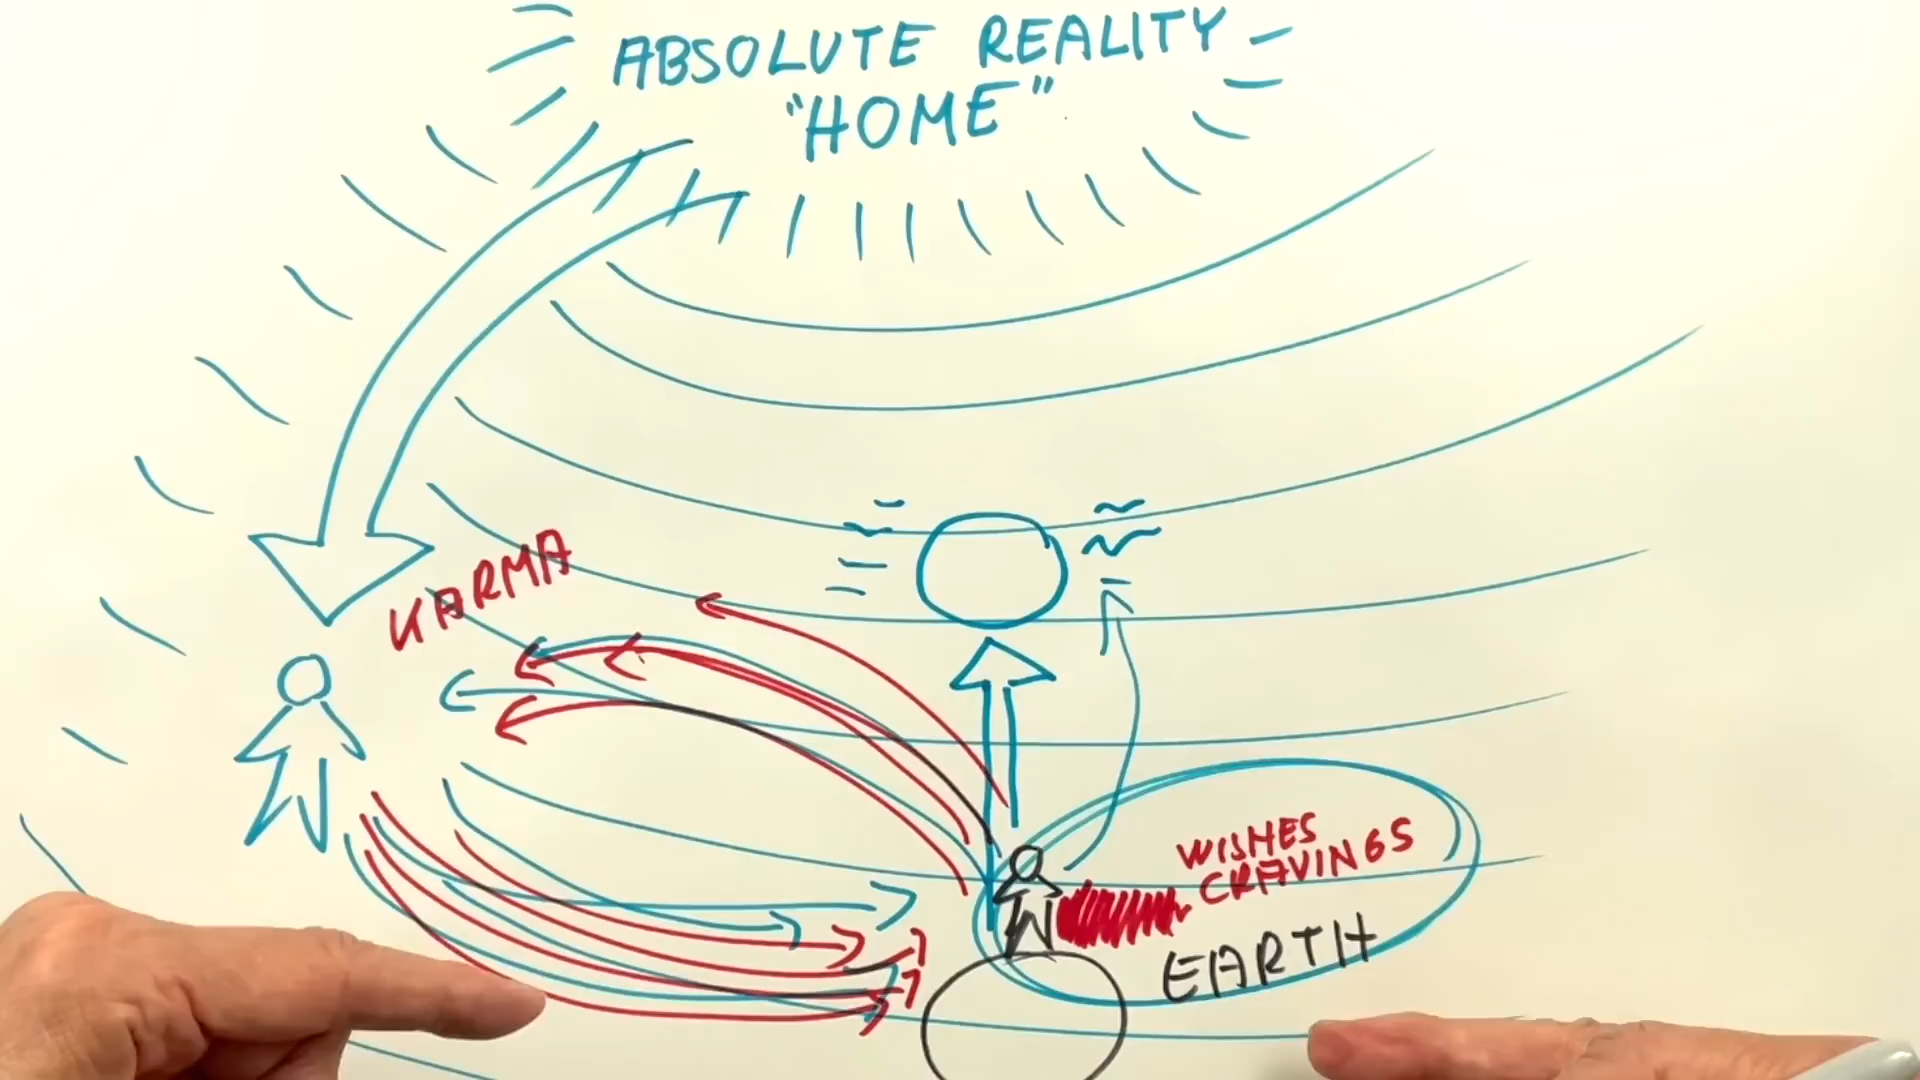 ABSOLUTE REALITY
"HOME"
KARMA
WISHES
CRAVINGS
EARTH